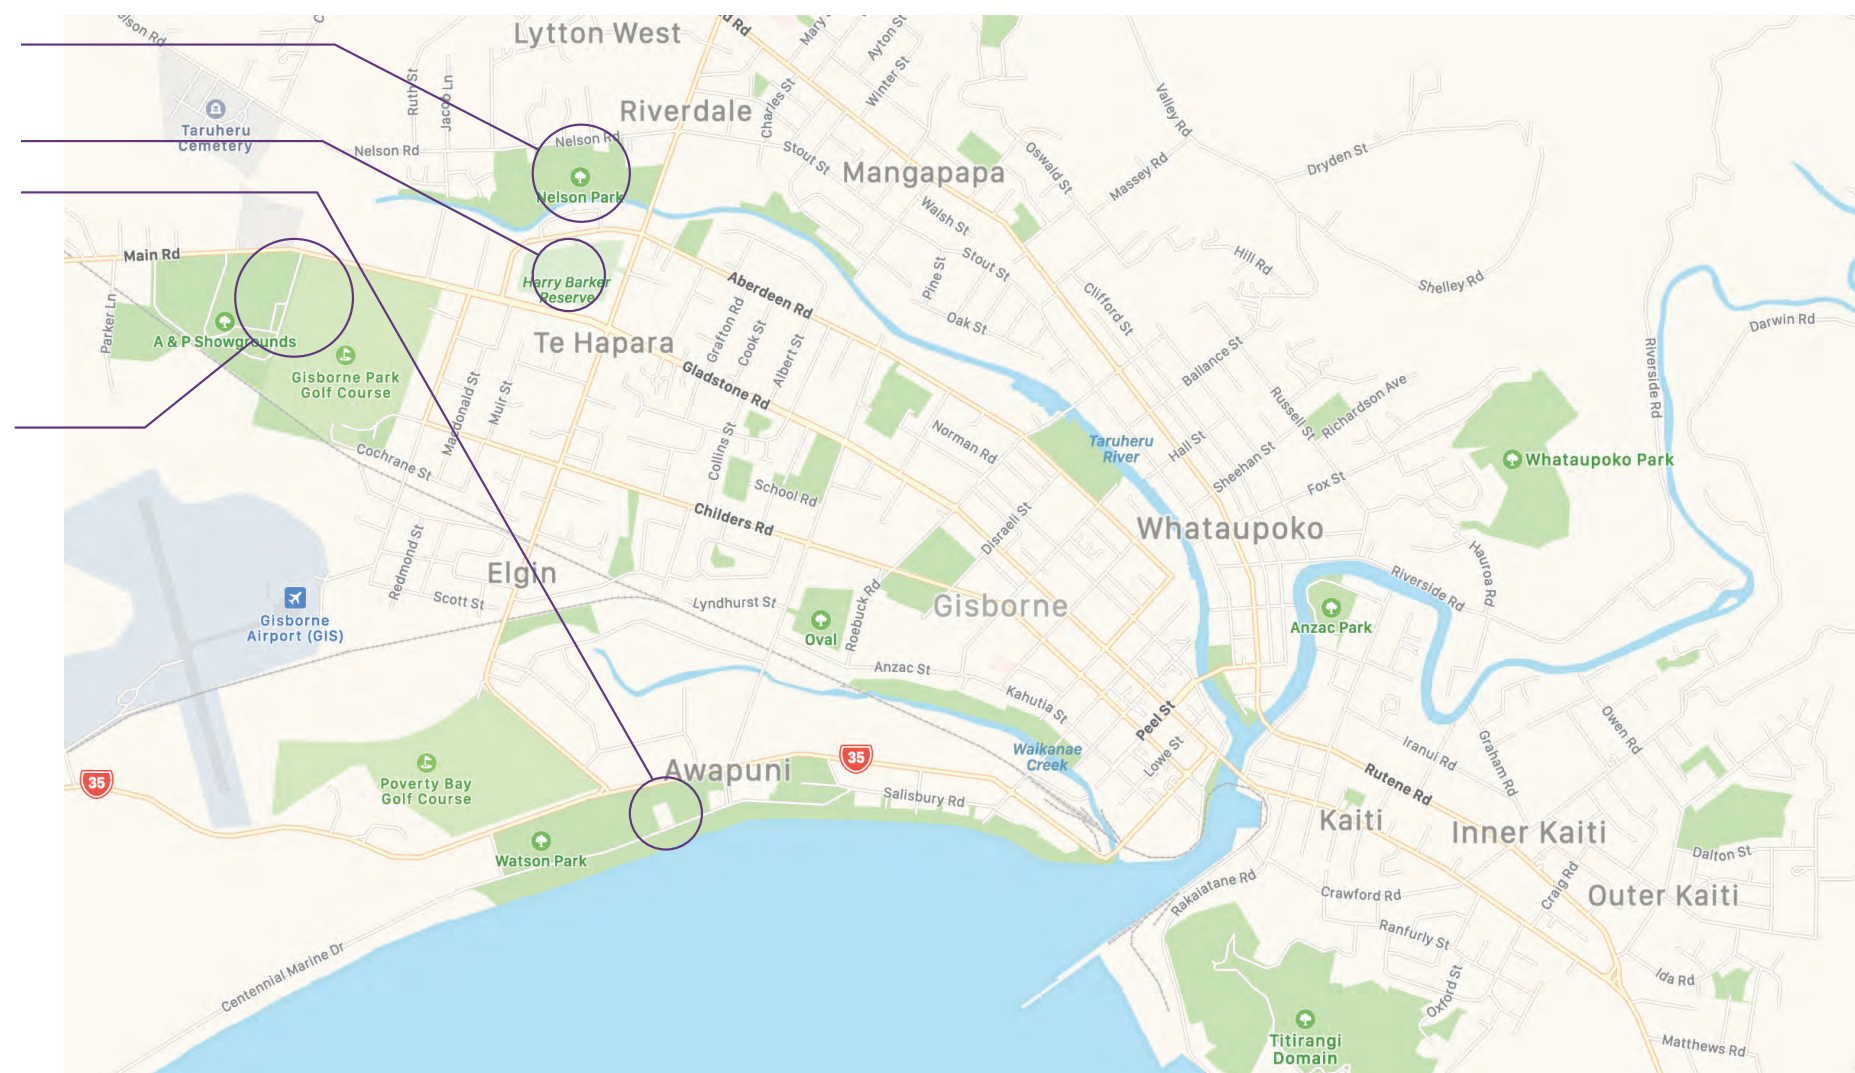 Lytton West
Mary
Ayton St
Winter St
Ruth St
Jacob Ln
Riverdale
Charles St
Valley Rd
Taruheru
Cemetery
Nelson Rd
Nelson Rd
Stout St
Mangapapa
Oswald St
Massey Rd
Dryden St
Nelson Park
Walsh St
Main Rd
Stout St
Hill Rd
Pine St
Shelley Rd
Harry Barker
Reserve
Aberdeen Rd
Clifford St
Parker Ln
A & P Showgrounds
Grafton Rd
Cook St
Albert St
Oak St
Darwin Rd
Te Hapara
Ballance St
Riverside Rd
Gisborne Park
Golf Course
Gladstone Rd
Macdonald St
Muir St
Russell St
Richardson Ave
Cochrane St
Collins St
Norman Rd
Taruheru
River
Hall St
Sheehan St
Whataupoko Park
School Rd
Fox St
Childers Rd
Disraeli St
Whataupoko
Redmond St
Elgin
Hauroa Rd
Riverside Rd
Scott St
Lyndhurst St
Roebuck Rd
Gisborne
Gisborne
Airport (GIS)
Oval
Anzac Park
Anzac St
Kahutia St
Peel St
Owen Rd
Waikanae
Creek
Lowe St
Iranui Rd
Graham Rd
35
35
Awapuni
Poverty Bay
Golf Course
Salisbury Rd
Rutene Rd
Kaiti
Inner Kaiti
Watson Park
Dalton St
Rakaiatane Rd
Crawford Rd
Craig Rd
Outer Kaiti
Centennial Marine Dr
Ranfurly St
Oxford St
Ida Rd
Titirangi
Domain
Matthews Rd